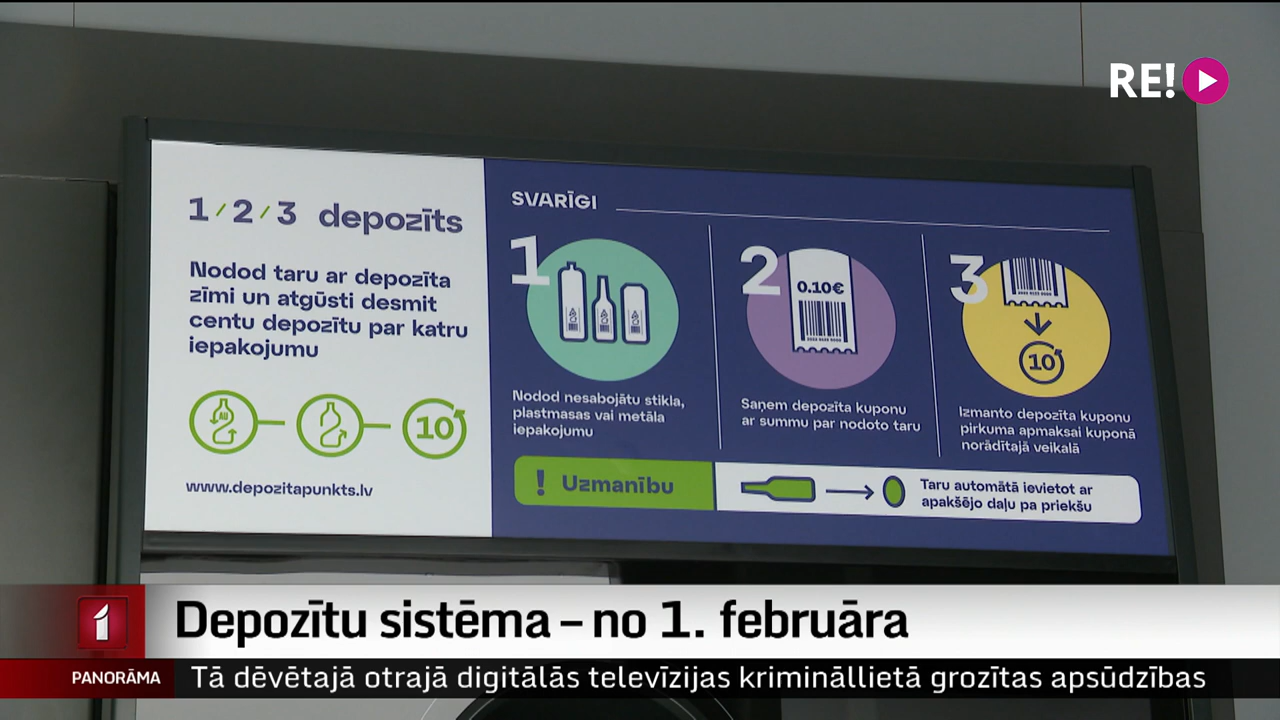 RE!
1/2/3 depozīts
Nodod taru ar depozīta
zīmi un atgūsti desmit
centu depozītu par katru
iepakojumu
10
www.depozitapunkts.lv
SVARĪGI
1
Nodod nesabojātu stikla,
plastmasas vai metāla
iepakojumu
2
0.10€
Saņem depozīta kuponu
ar summu par nodoto taru
3
10
Izmanto depozīta kuponu
pirkuma apmaksai kuponā
norādītajā veikalā
! Uzmanību
Taru automātā ievietot ar
apakšējo daļu pa priekšu
1
Depozītu sistēma – no 1. februāra
PANORĀMA
Tā dēvētajā otrajā digitālās televīzijas krimināllietā grozītas apsūdzības